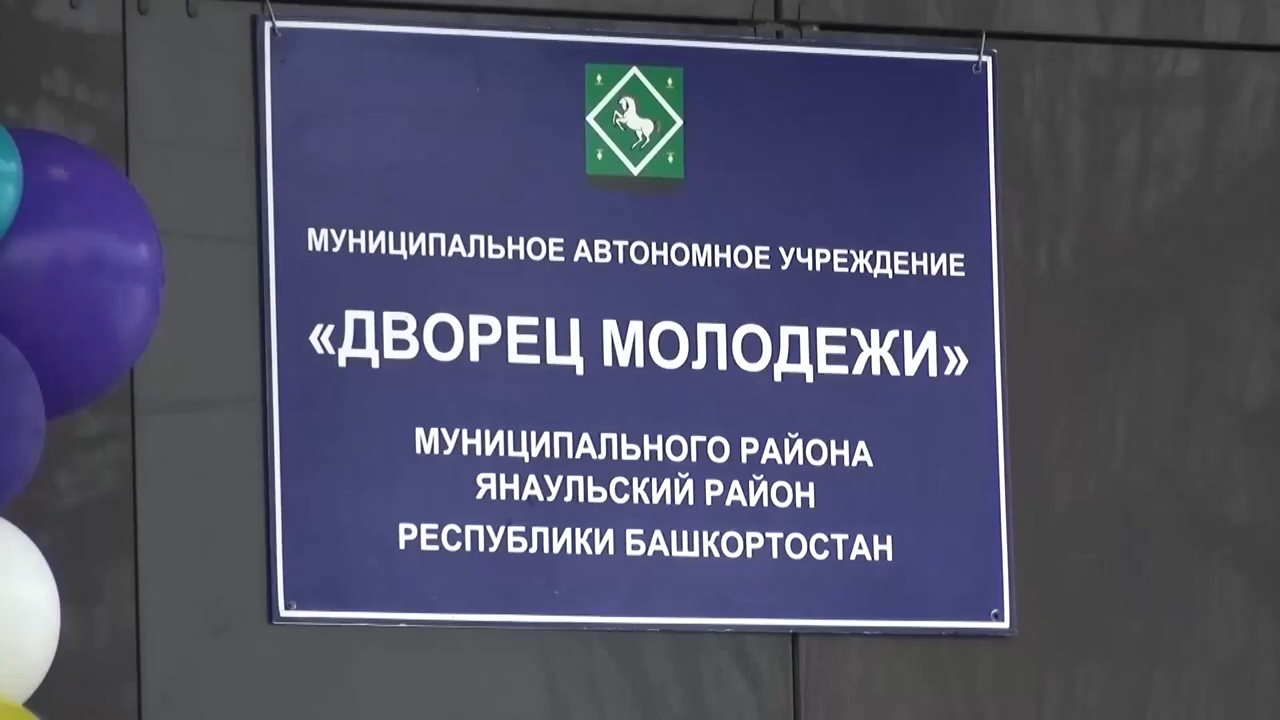 МУНИЦИПАЛЬНОЕ АВТОНОМНОЕ УЧРЕЖДЕНИЕ
«ДВОРЕЦ МОЛОДЕЖИ»
МУНИЦИПАЛЬНОГО РАЙОНА
ЯНАУЛЬСКИЙ РАЙОН
РЕСПУБЛИКИ БАШКОРТОСТАН